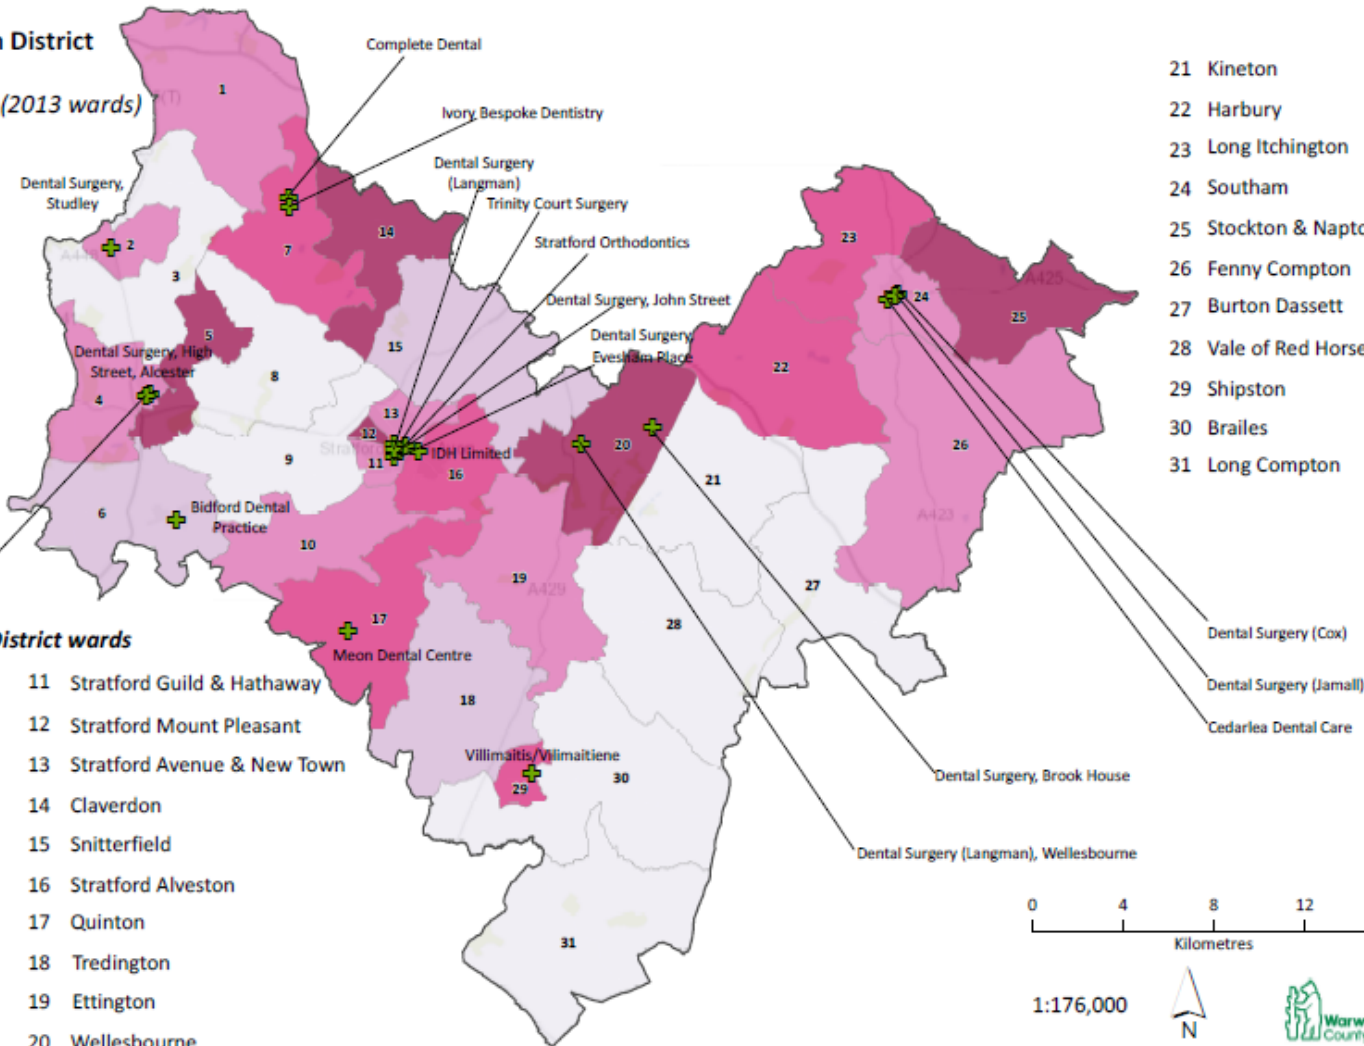 District
(2013 wards)
Complete Dental
Ivory Bespoke Dentistry
Dental Surgery
(Langman)
Trinity Court Surgery
Stratford Orthodontics
Dental Surgery, John Street
Dental Surgery,
Evesham Place
Dental Surgery,
Studley
Dental Surgery, High
Street, Alcester
IDH Limited
Bidford Dental
Practice
Meon Dental Centre
Villimaitis/Vilimaitiene
Dental Surgery (Cox)
Dental Surgery (Jamall)
Cedarlea Dental Care
Dental Surgery, Brook House
Dental Surgery (Langman), Wellesbourne
1
2
3
4
5
6
7
8
9
10
11
12
13
14
15
16
17
18
19
20
21
22
23
24
25
26
27
28
29
30
31
A425
A423
A429
District wards
11 Stratford Guild & Hathaway
12 Stratford Mount Pleasant
13 Stratford Avenue & New Town
14 Claverdon
15 Snitterfield
16 Stratford Alveston
17 Quinton
18 Tredington
19 Ettington
20 Wellesbourne
21 Kineton
22 Harbury
23 Long Itchington
24 Southam
25 Stockton & Napto
26 Fenny Compton
27 Burton Dassett
28 Vale of Red Horse
29 Shipston
30 Brailes
31 Long Compton
0 4 8 12
Kilometres
1:176,000
N
Warw
County